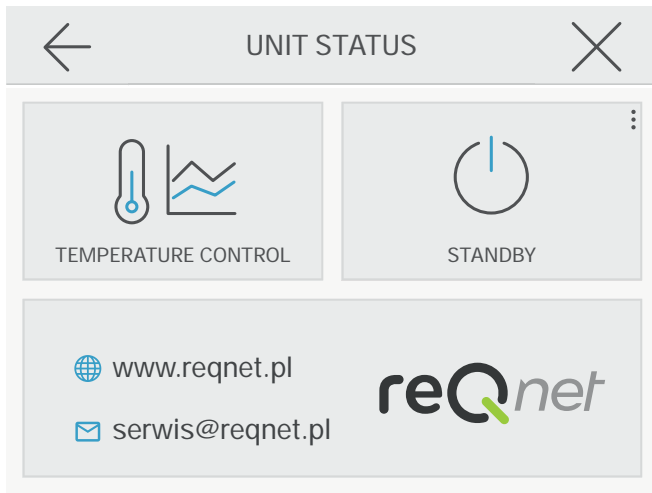 UNIT STATUS
TEMPERATURE CONTROL
STANDBY
www.reqnet.pl
serwis@reqnet.pl
reQnet